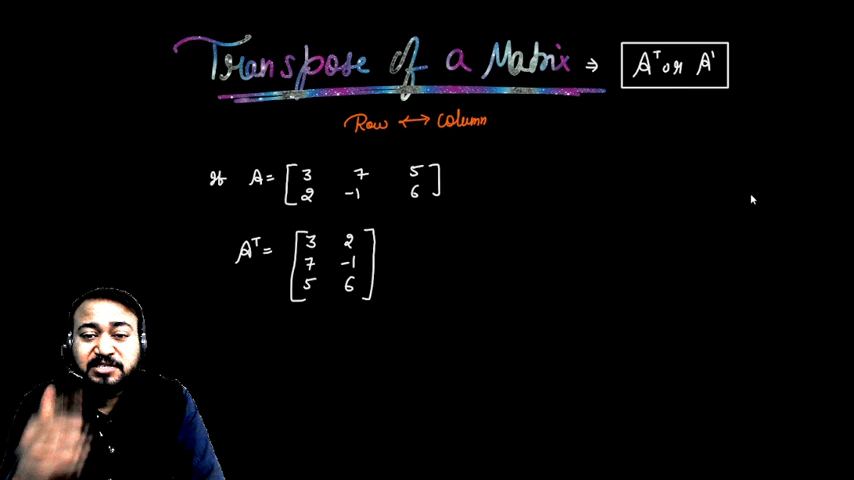 Transpose of a Matrix ⇒ Aᵀ or A'
Row ↔ column
If A = [ 3 7 5
2 -1 6 ]
Aᵀ = [ 3 2
7 -1
5 6 ]